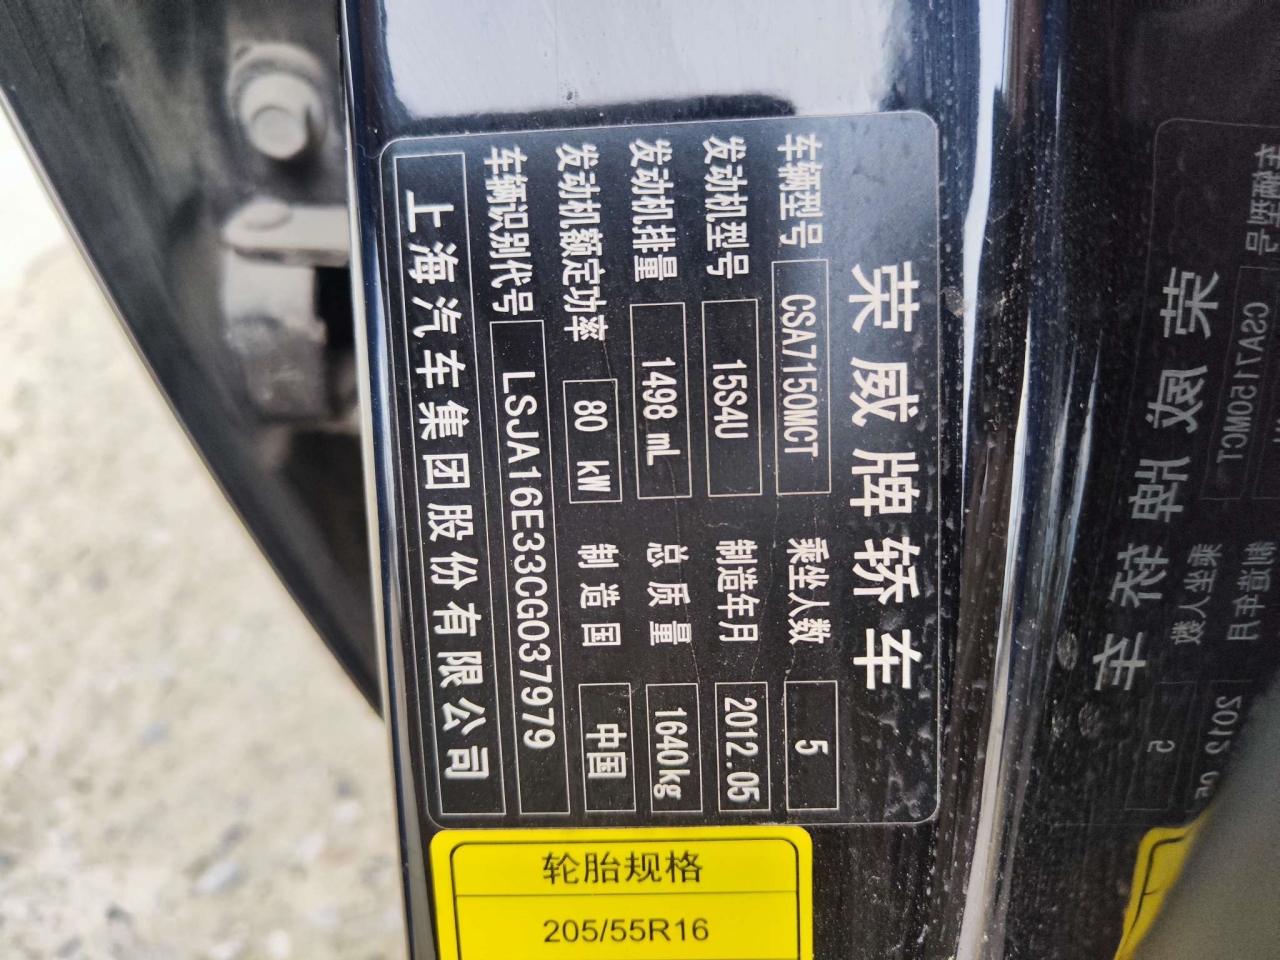 荣威牌轿车
车辆型号 CSA7150MCT 乘坐人数 5
发动机型号 15S4U 制造年月 2012.05
发动机排量 1498 mL 总质量 1640kg
发动机额定功率 80 kW 制造国 中国
车辆识别代号 LSJA16E33CG037979
上海汽车集团股份有限公司
轮胎规格
205/55R16